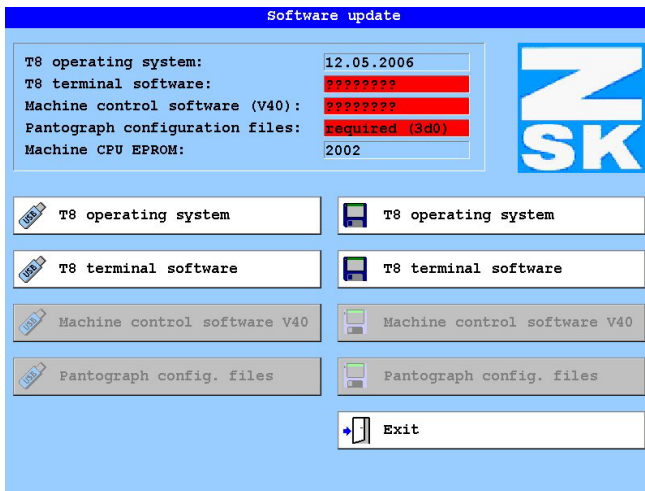 Software update
T8 operating system: 12.05.2006
T8 terminal software: ????????
Machine control software (V40): ????????
Pantograph configuration files: required (3d0)
Machine CPU EPROM: 2002
Z
SK
USB T8 operating system
T8 operating system
USB T8 terminal software
T8 terminal software
USB Machine control software V40
Machine control software V40
USB Pantograph config. files
Pantograph config. files
Exit